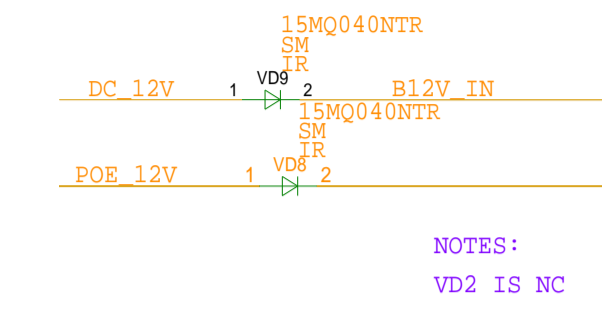 15MQ040NTR
SM
IR
VD9
DC_12V 1 2 B12V_IN
15MQ040NTR
SM
IR
VD8
POE_12V 1 2
NOTES:
VD2 IS NC